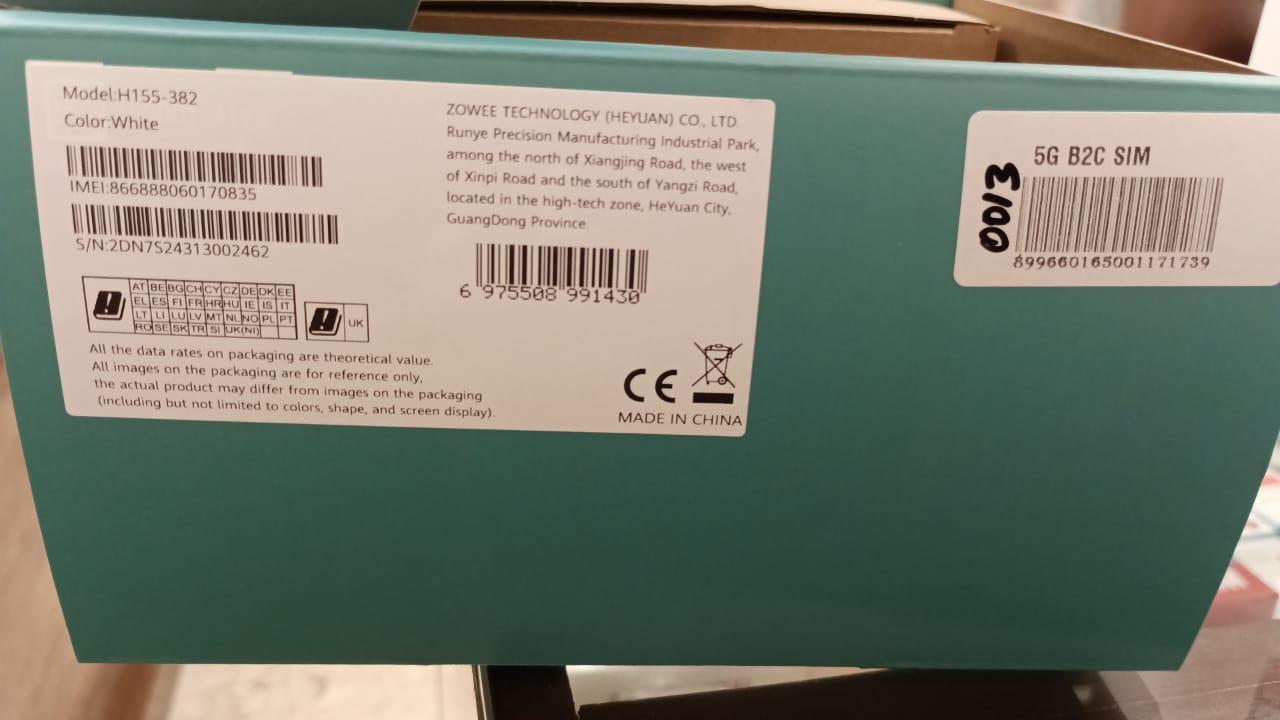 Model:H155-382
Color:White
IMEI:866888060170835
S/N:2DN7S24313002462
AT BE BG CH CY CZ DE DK EE
EL ES FI FR HR HU IE IS IT
LT LI LU LV MT NL NO PL PT
RO SE SK TR SI UK(NI)
UK
All the data rates on packaging are theoretical value.
All images on the packaging are for reference only,
the actual product may differ from images on the packaging
(including but not limited to colors, shape, and screen display).
ZOWEE TECHNOLOGY (HEYUAN) CO., LTD.
Runye Precision Manufacturing Industrial Park,
among the north of Xiangjing Road, the west
of Xinpi Road and the south of Yangzi Road,
located in the high-tech zone, HeYuan City,
GuangDong Province.
6 975508 991430
CE
MADE IN CHINA
0013
5G B2C SIM
8996601650011717​39